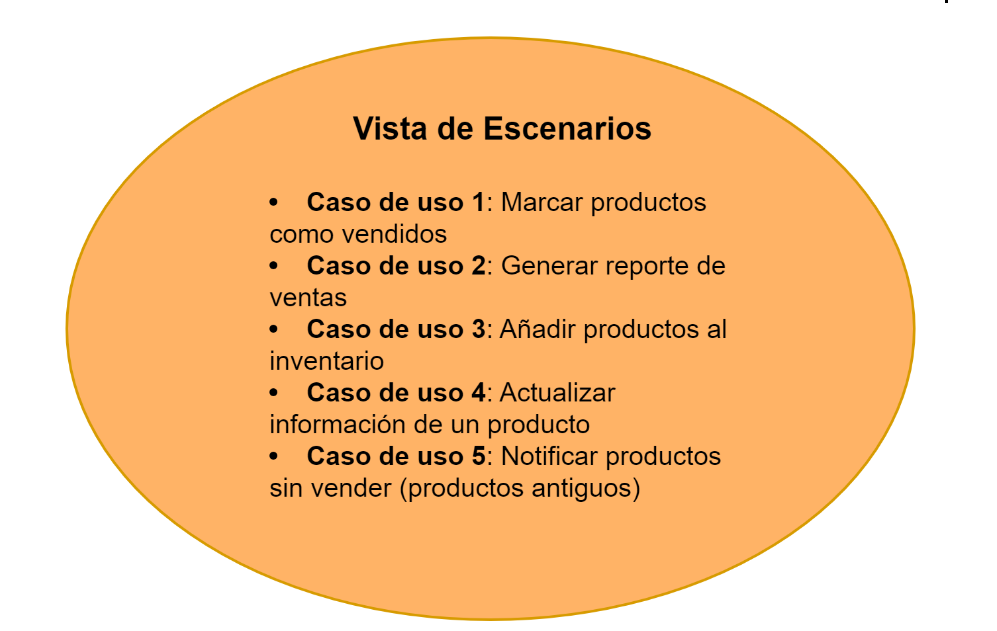 Vista de Escenarios
• Caso de uso 1: Marcar productos
como vendidos
• Caso de uso 2: Generar reporte de
ventas
• Caso de uso 3: Añadir productos al
inventario
• Caso de uso 4: Actualizar
información de un producto
• Caso de uso 5: Notificar productos
sin vender (productos antiguos)